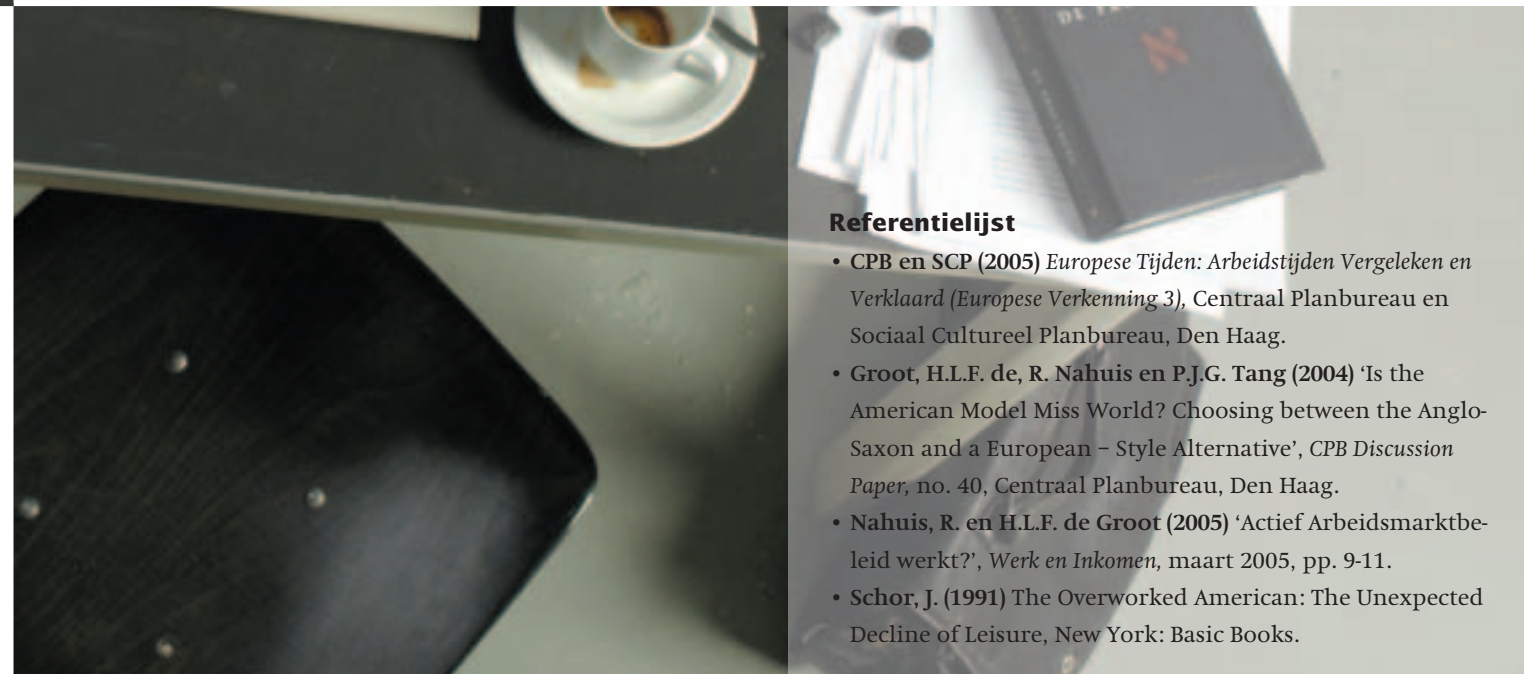 Referentielijst
• CPB en SCP (2005) Europese Tijden: Arbeidstijden Vergeleken en
Verklaard (Europese Verkenning 3), Centraal Planbureau en
Sociaal Cultureel Planbureau, Den Haag.
• Groot, H.L.F. de, R. Nahuis en P.J.G. Tang (2004) ‘Is the
American Model Miss World? Choosing between the Anglo-
Saxon and a European – Style Alternative’, CPB Discussion
Paper, no. 40, Centraal Planbureau, Den Haag.
• Nahuis, R. en H.L.F. de Groot (2005) ‘Actief Arbeidsmarktbe-
leid werkt?’, Werk en Inkomen, maart 2005, pp. 9-11.
• Schor, J. (1991) The Overworked American: The Unexpected
Decline of Leisure, New York: Basic Books.